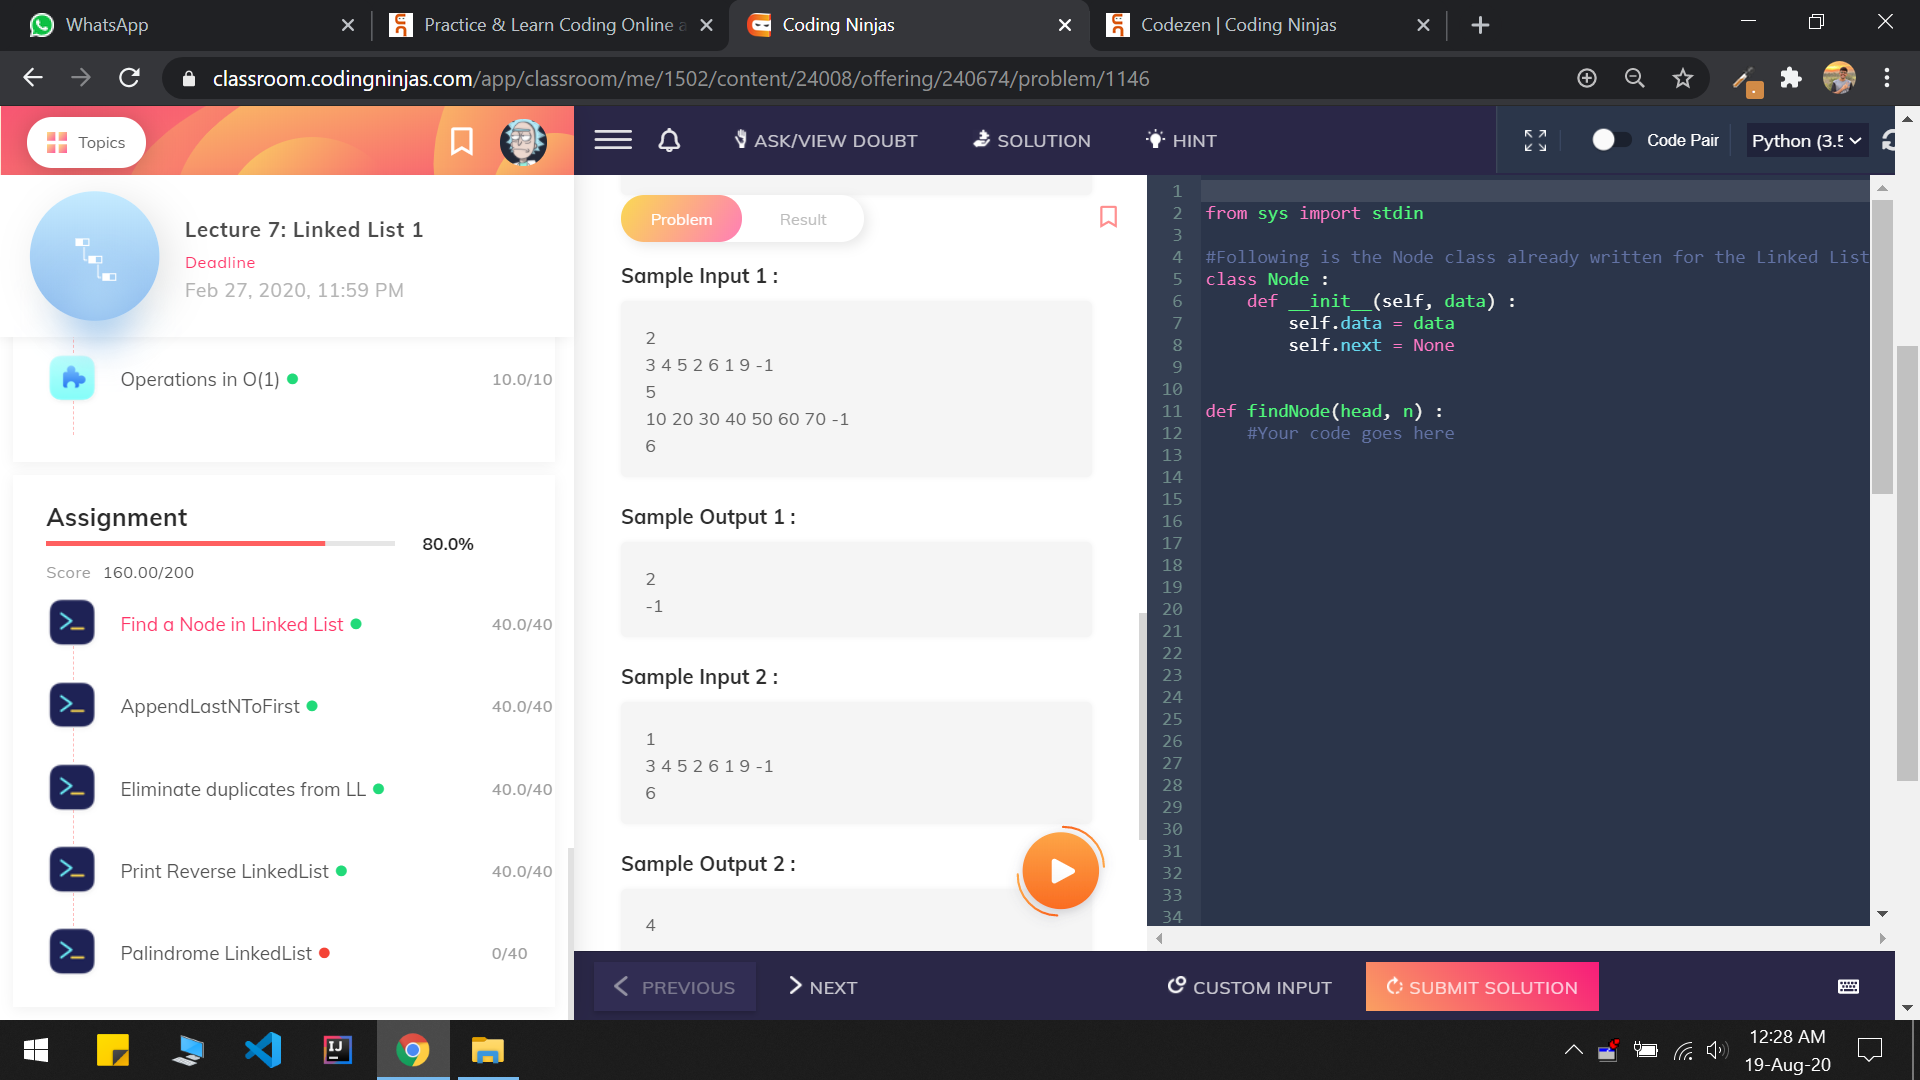 WhatsApp
Practice & Learn Coding Online a
Coding Ninjas
Codezen | Coding Ninjas
classroom.codingninjas.com/app/classroom/me/1502/content/24008/offering/240674/problem/1146
Topics
ASK/VIEW DOUBT
SOLUTION
HINT
Code Pair
Python (3.5
Lecture 7: Linked List 1
Deadline
Feb 27, 2020, 11:59 PM
Operations in O(1)
10.0/10
Assignment
80.0%
Score 160.00/200
Find a Node in Linked List
40.0/40
AppendLastNToFirst
40.0/40
Eliminate duplicates from LL
40.0/40
Print Reverse LinkedList
40.0/40
Palindrome LinkedList
0/40
Problem
Result
Sample Input 1 :
2
3 4 5 2 6 1 9 -1
5
10 20 30 40 50 60 70 -1
6
Sample Output 1 :
2
-1
Sample Input 2 :
1
3 4 5 2 6 1 9 -1
6
Sample Output 2 :
4
1
2 from sys import stdin
3
4 #Following is the Node class already written for the Linked List
5 class Node :
6 def __init__(self, data) :
7 self.data = data
8 self.next = None
9
10
11 def findNode(head, n) :
12 #Your code goes here
13
14
15
16
17
18
19
20
21
22
23
24
25
26
27
28
29
30
31
32
33
34
PREVIOUS
NEXT
CUSTOM INPUT
SUBMIT SOLUTION
IJ
12:28 AM
19-Aug-20